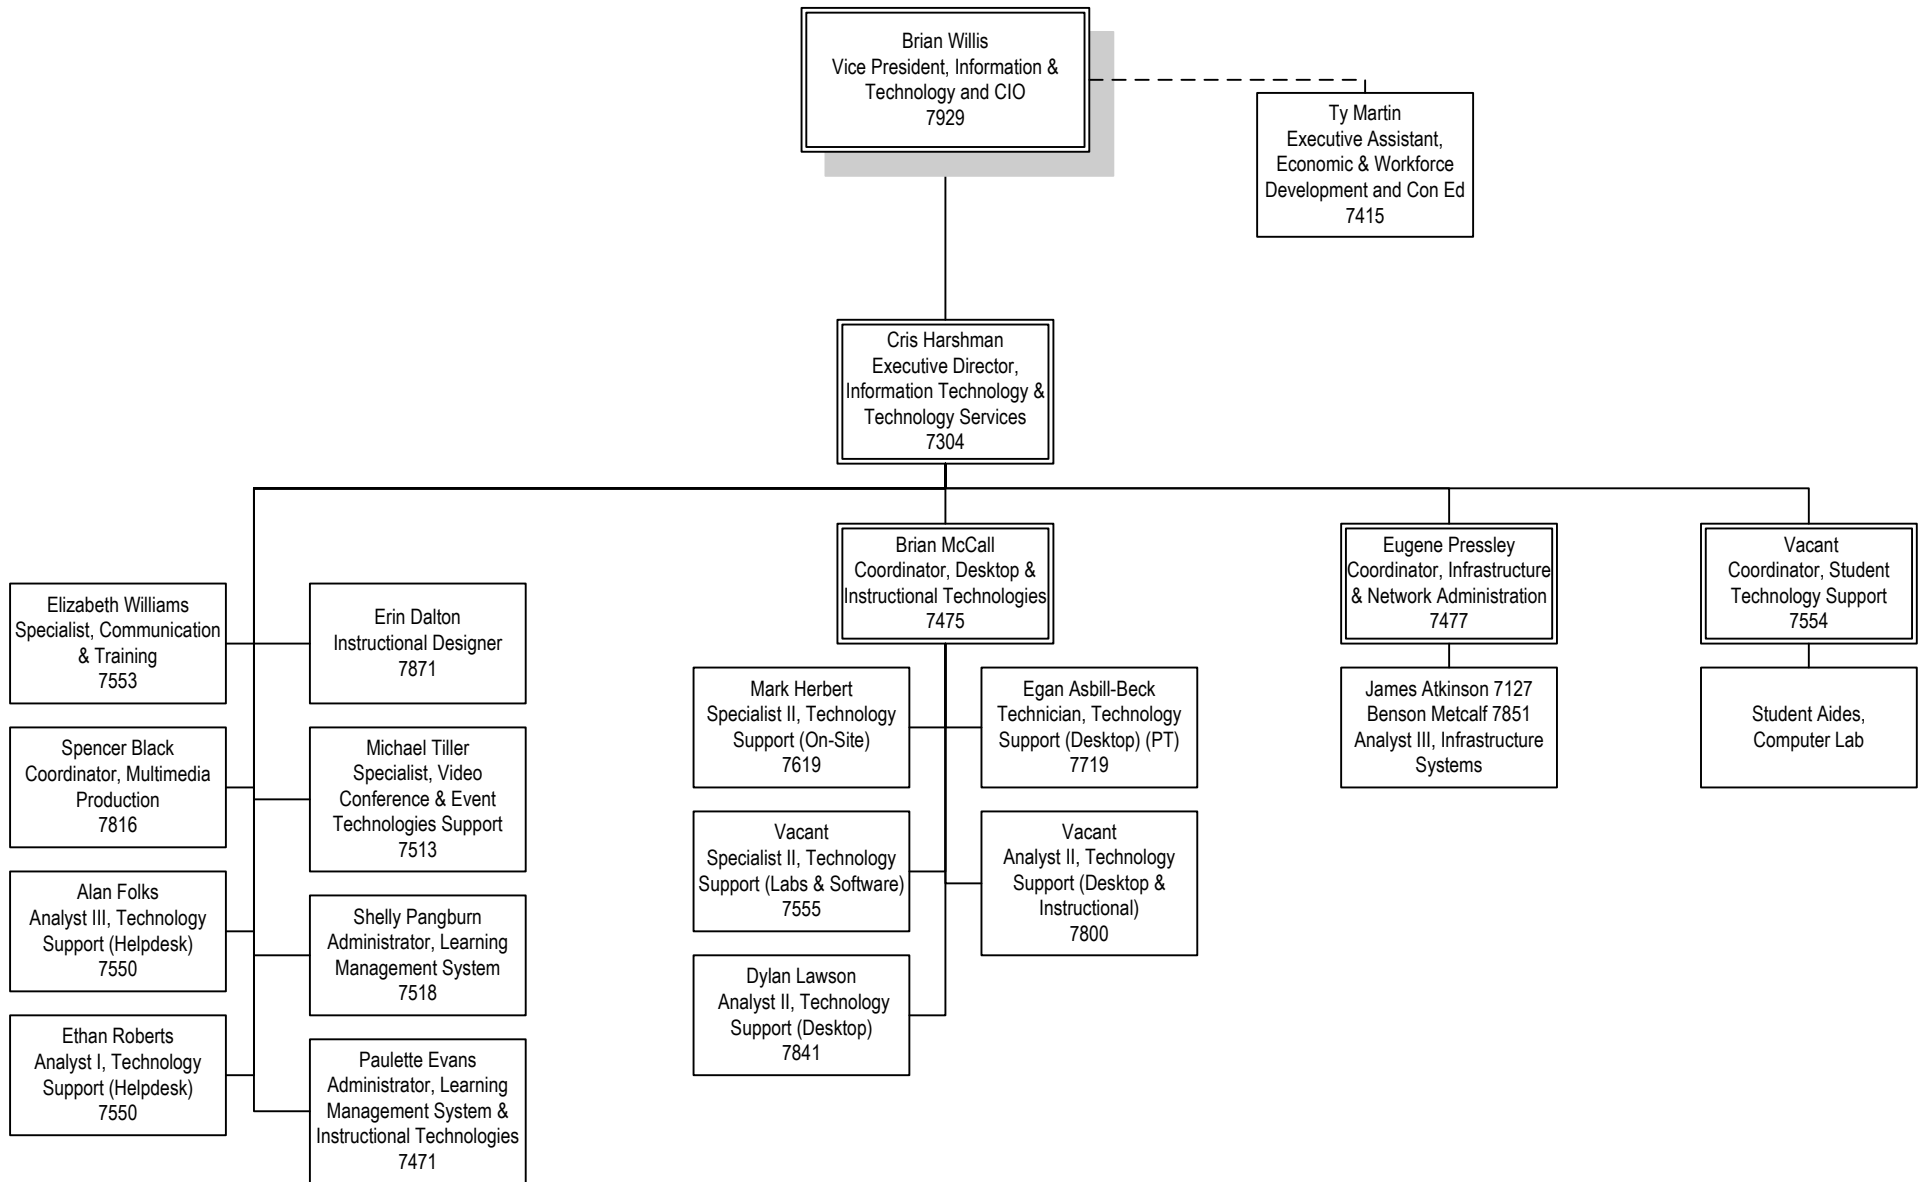 Brian Willis
Vice President, Information &
Technology and CIO
7929
Ty Martin
Executive Assistant,
Economic & Workforce
Development and Con Ed
7415
Cris Harshman
Executive Director,
Information Technology &
Technology Services
7304
Elizabeth Williams
Specialist, Communication
& Training
7553
Erin Dalton
Instructional Designer
7871
Spencer Black
Coordinator, Multimedia
Production
7816
Michael Tiller
Specialist, Video
Conference & Event
Technologies Support
7513
Alan Folks
Analyst III, Technology
Support (Helpdesk)
7550
Shelly Pangburn
Administrator, Learning
Management System
7518
Ethan Roberts
Analyst I, Technology
Support (Helpdesk)
7550
Paulette Evans
Administrator, Learning
Management System &
Instructional Technologies
7471
Brian McCall
Coordinator, Desktop &
Instructional Technologies
7475
Mark Herbert
Specialist II, Technology
Support (On-Site)
7619
Egan Asbill-Beck
Technician, Technology
Support (Desktop) (PT)
7719
Vacant
Specialist II, Technology
Support (Labs & Software)
7555
Vacant
Analyst II, Technology
Support (Desktop &
Instructional)
7800
Dylan Lawson
Analyst II, Technology
Support (Desktop)
7841
Eugene Pressley
Coordinator, Infrastructure
& Network Administration
7477
James Atkinson 7127
Benson Metcalf 7851
Analyst III, Infrastructure
Systems
Vacant
Coordinator, Student
Technology Support
7554
Student Aides,
Computer Lab